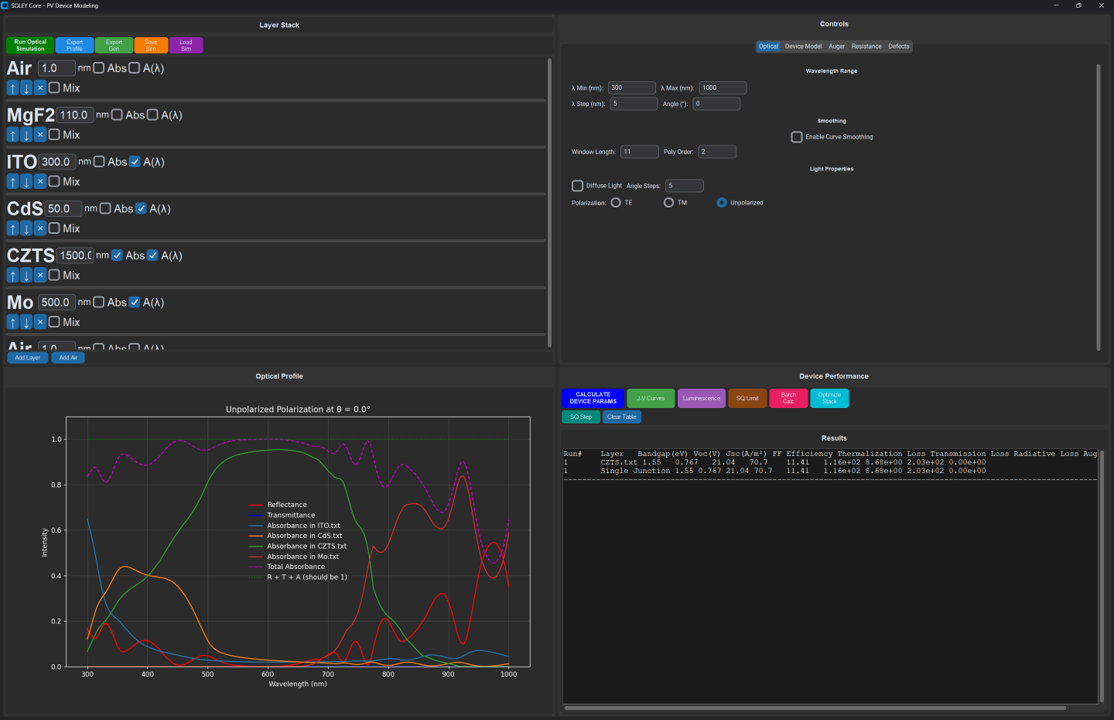 SOLEY Core - PV Device Modeling
Layer Stack
Run Optical Simulation
Export Profile
Export Gen
Save Sim
Load Sim
Air 1.0 nm Abs A(λ)
↑ ↓ × Mix
MgF2 110.0 nm Abs A(λ)
↑ ↓ × Mix
ITO 300.0 nm Abs A(λ)
↑ ↓ × Mix
CdS 50.0 nm Abs A(λ)
↑ ↓ × Mix
CZTS 1500.0 nm Abs A(λ)
↑ ↓ × Mix
Mo 500.0 nm Abs A(λ)
↑ ↓ × Mix
Air 1.0 nm Abs A(λ)
Add Layer Add Air
Controls
Optical Device Model Auger Resistance Defects
Wavelength Range
λ Min (nm): 300 λ Max (nm): 1000
λ Step (nm): 5 Angle (°): 0
Smoothing
Enable Curve Smoothing
Window Length: 11 Poly Order: 2
Light Properties
Diffuse Light Angle Steps: 5
Polarization: TE TM Unpolarized
Optical Profile
Unpolarized Polarization at θ = 0.0°
1.0
0.8
0.6
0.4
0.2
0.0
Intensity
Reflectance
Transmittance
Absorbance in ITO.txt
Absorbance in CdS.txt
Absorbance in CZTS.txt
Absorbance in Mo.txt
Total Absorbance
R + T + A (should be 1)
300 400 500 600 700 800 900 1000
Wavelength (nm)
Device Performance
CALCULATE DEVICE PARAMS
J.V Curves
Luminescence
SQ Limit
Batch Calc
Optimize Stack
SQ Step
Clear Table
Results
Run# Layer Bandgap(eV) Voc(V) Jsc(A/m²) FF Efficiency Thermalization Loss Transmission Loss Radiative Loss Aug
1 CZTS.txt 1.55 0.767 21.04 70.7 11.41 1.16e+02 8.68e+00 2.03e+02 0.00e+00
1 Single Junction 1.55 0.767 21.04 70.7 11.41 1.16e+02 8.68e+00 2.03e+02 0.00e+00